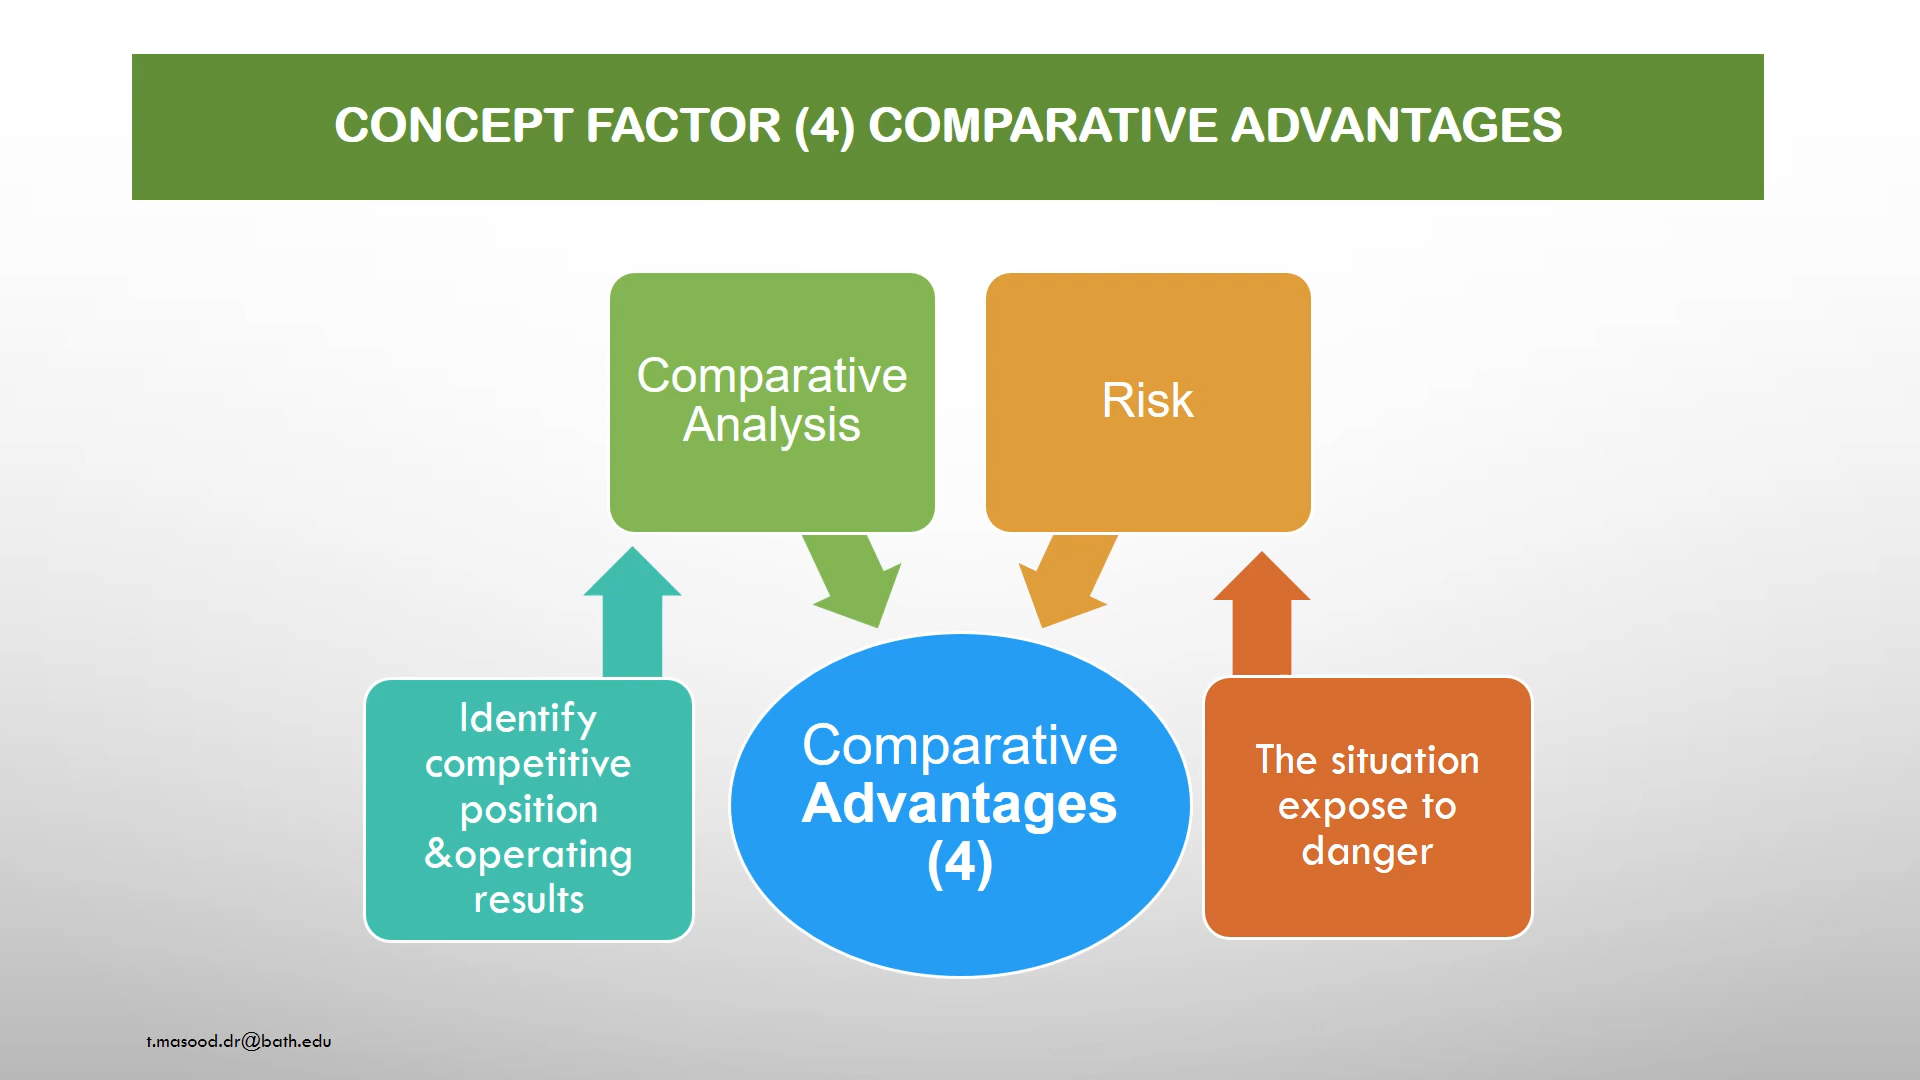 CONCEPT FACTOR (4) COMPARATIVE ADVANTAGES
Comparative
Analysis
Risk
Identify
competitive
position
&operating
results
Comparative
Advantages
(4)
The situation
expose to
danger
t.masood.dr@bath.edu